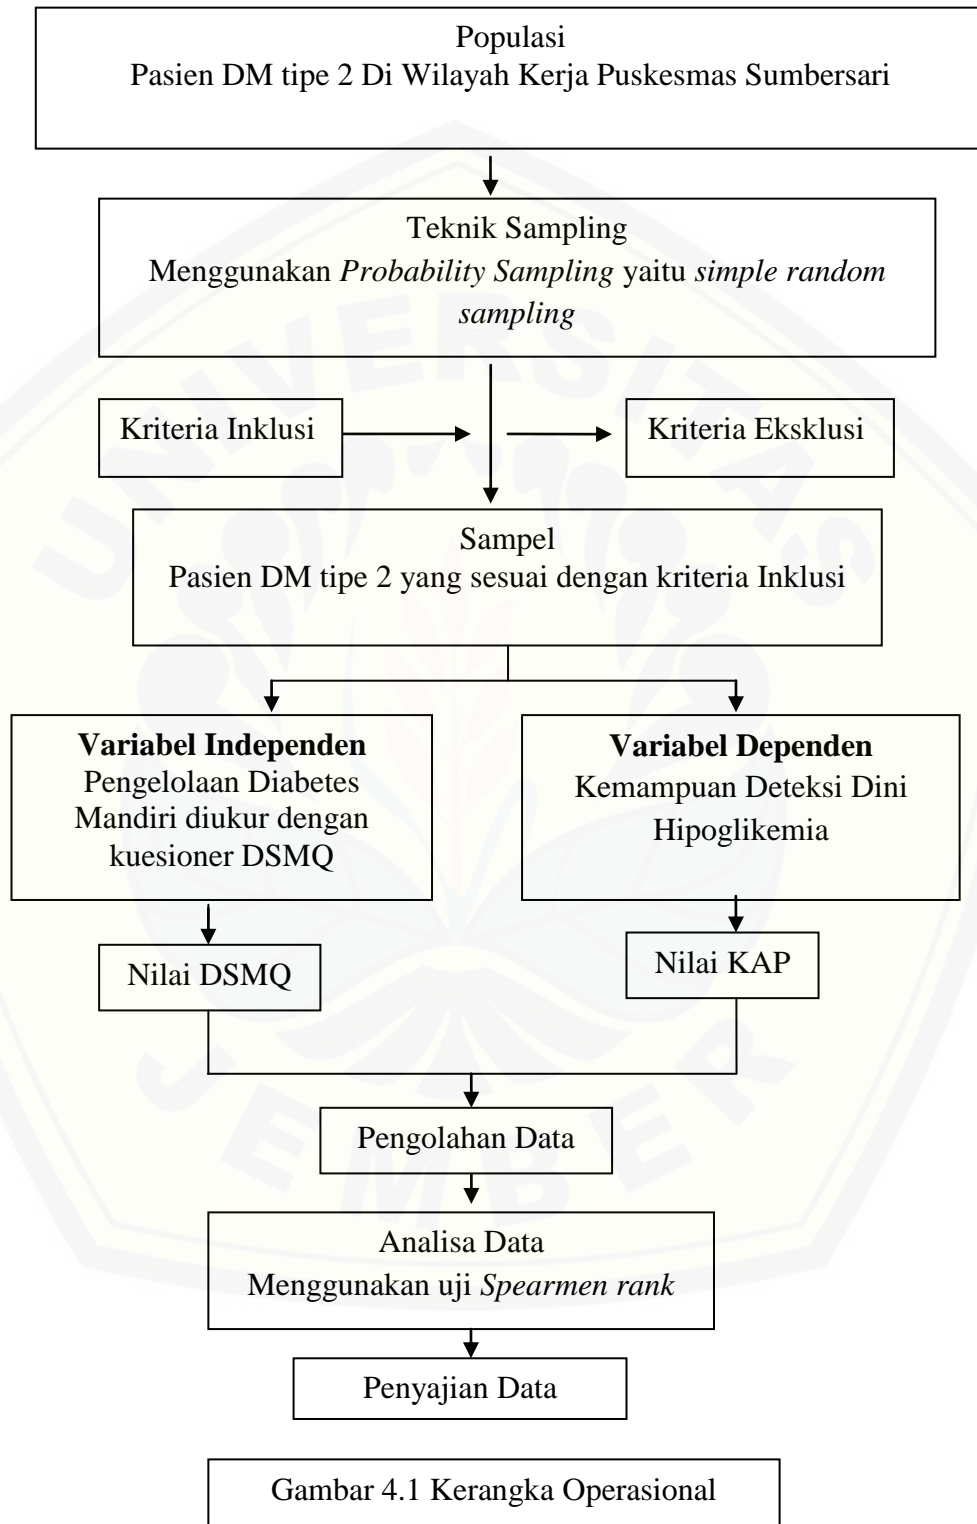 Populasi
Pasien DM tipe 2 Di Wilayah Kerja Puskesmas Sumbersari
Teknik Sampling
Menggunakan Probability Sampling yaitu simple random
sampling
Kriteria Inklusi
Kriteria Eksklusi
Sampel
Pasien DM tipe 2 yang sesuai dengan kriteria Inklusi
Variabel Independen
Pengelolaan Diabetes
Mandiri diukur dengan
kuesioner DSMQ
Variabel Dependen
Kemampuan Deteksi Dini
Hipoglikemia
Nilai DSMQ
Nilai KAP
Pengolahan Data
Analisa Data
Menggunakan uji Spearmen rank
Penyajian Data
Gambar 4.1 Kerangka Operasional
UNIVERSITAS
JEMBER